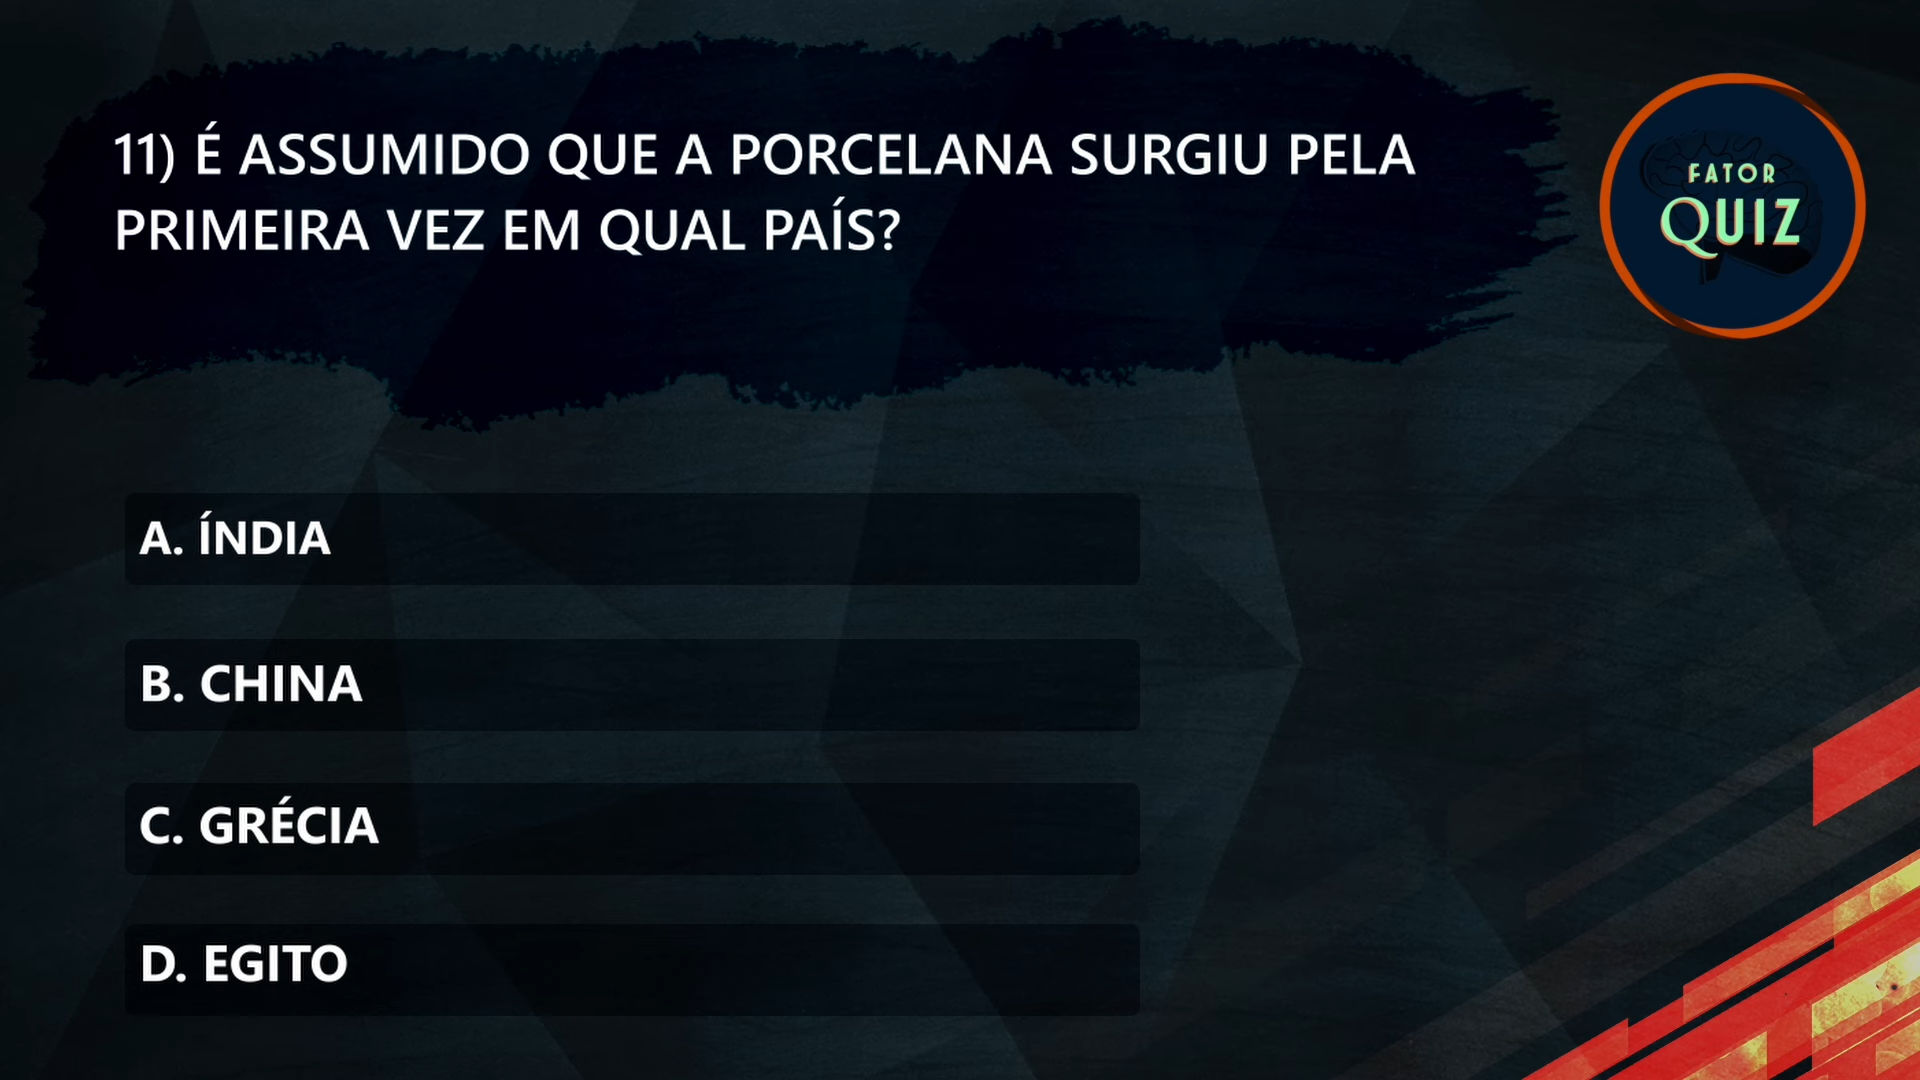 11) É ASSUMIDO QUE A PORCELANA SURGIU PELA
PRIMEIRA VEZ EM QUAL PAÍS?
FATOR
QUIZ
A. ÍNDIA
B. CHINA
C. GRÉCIA
D. EGITO